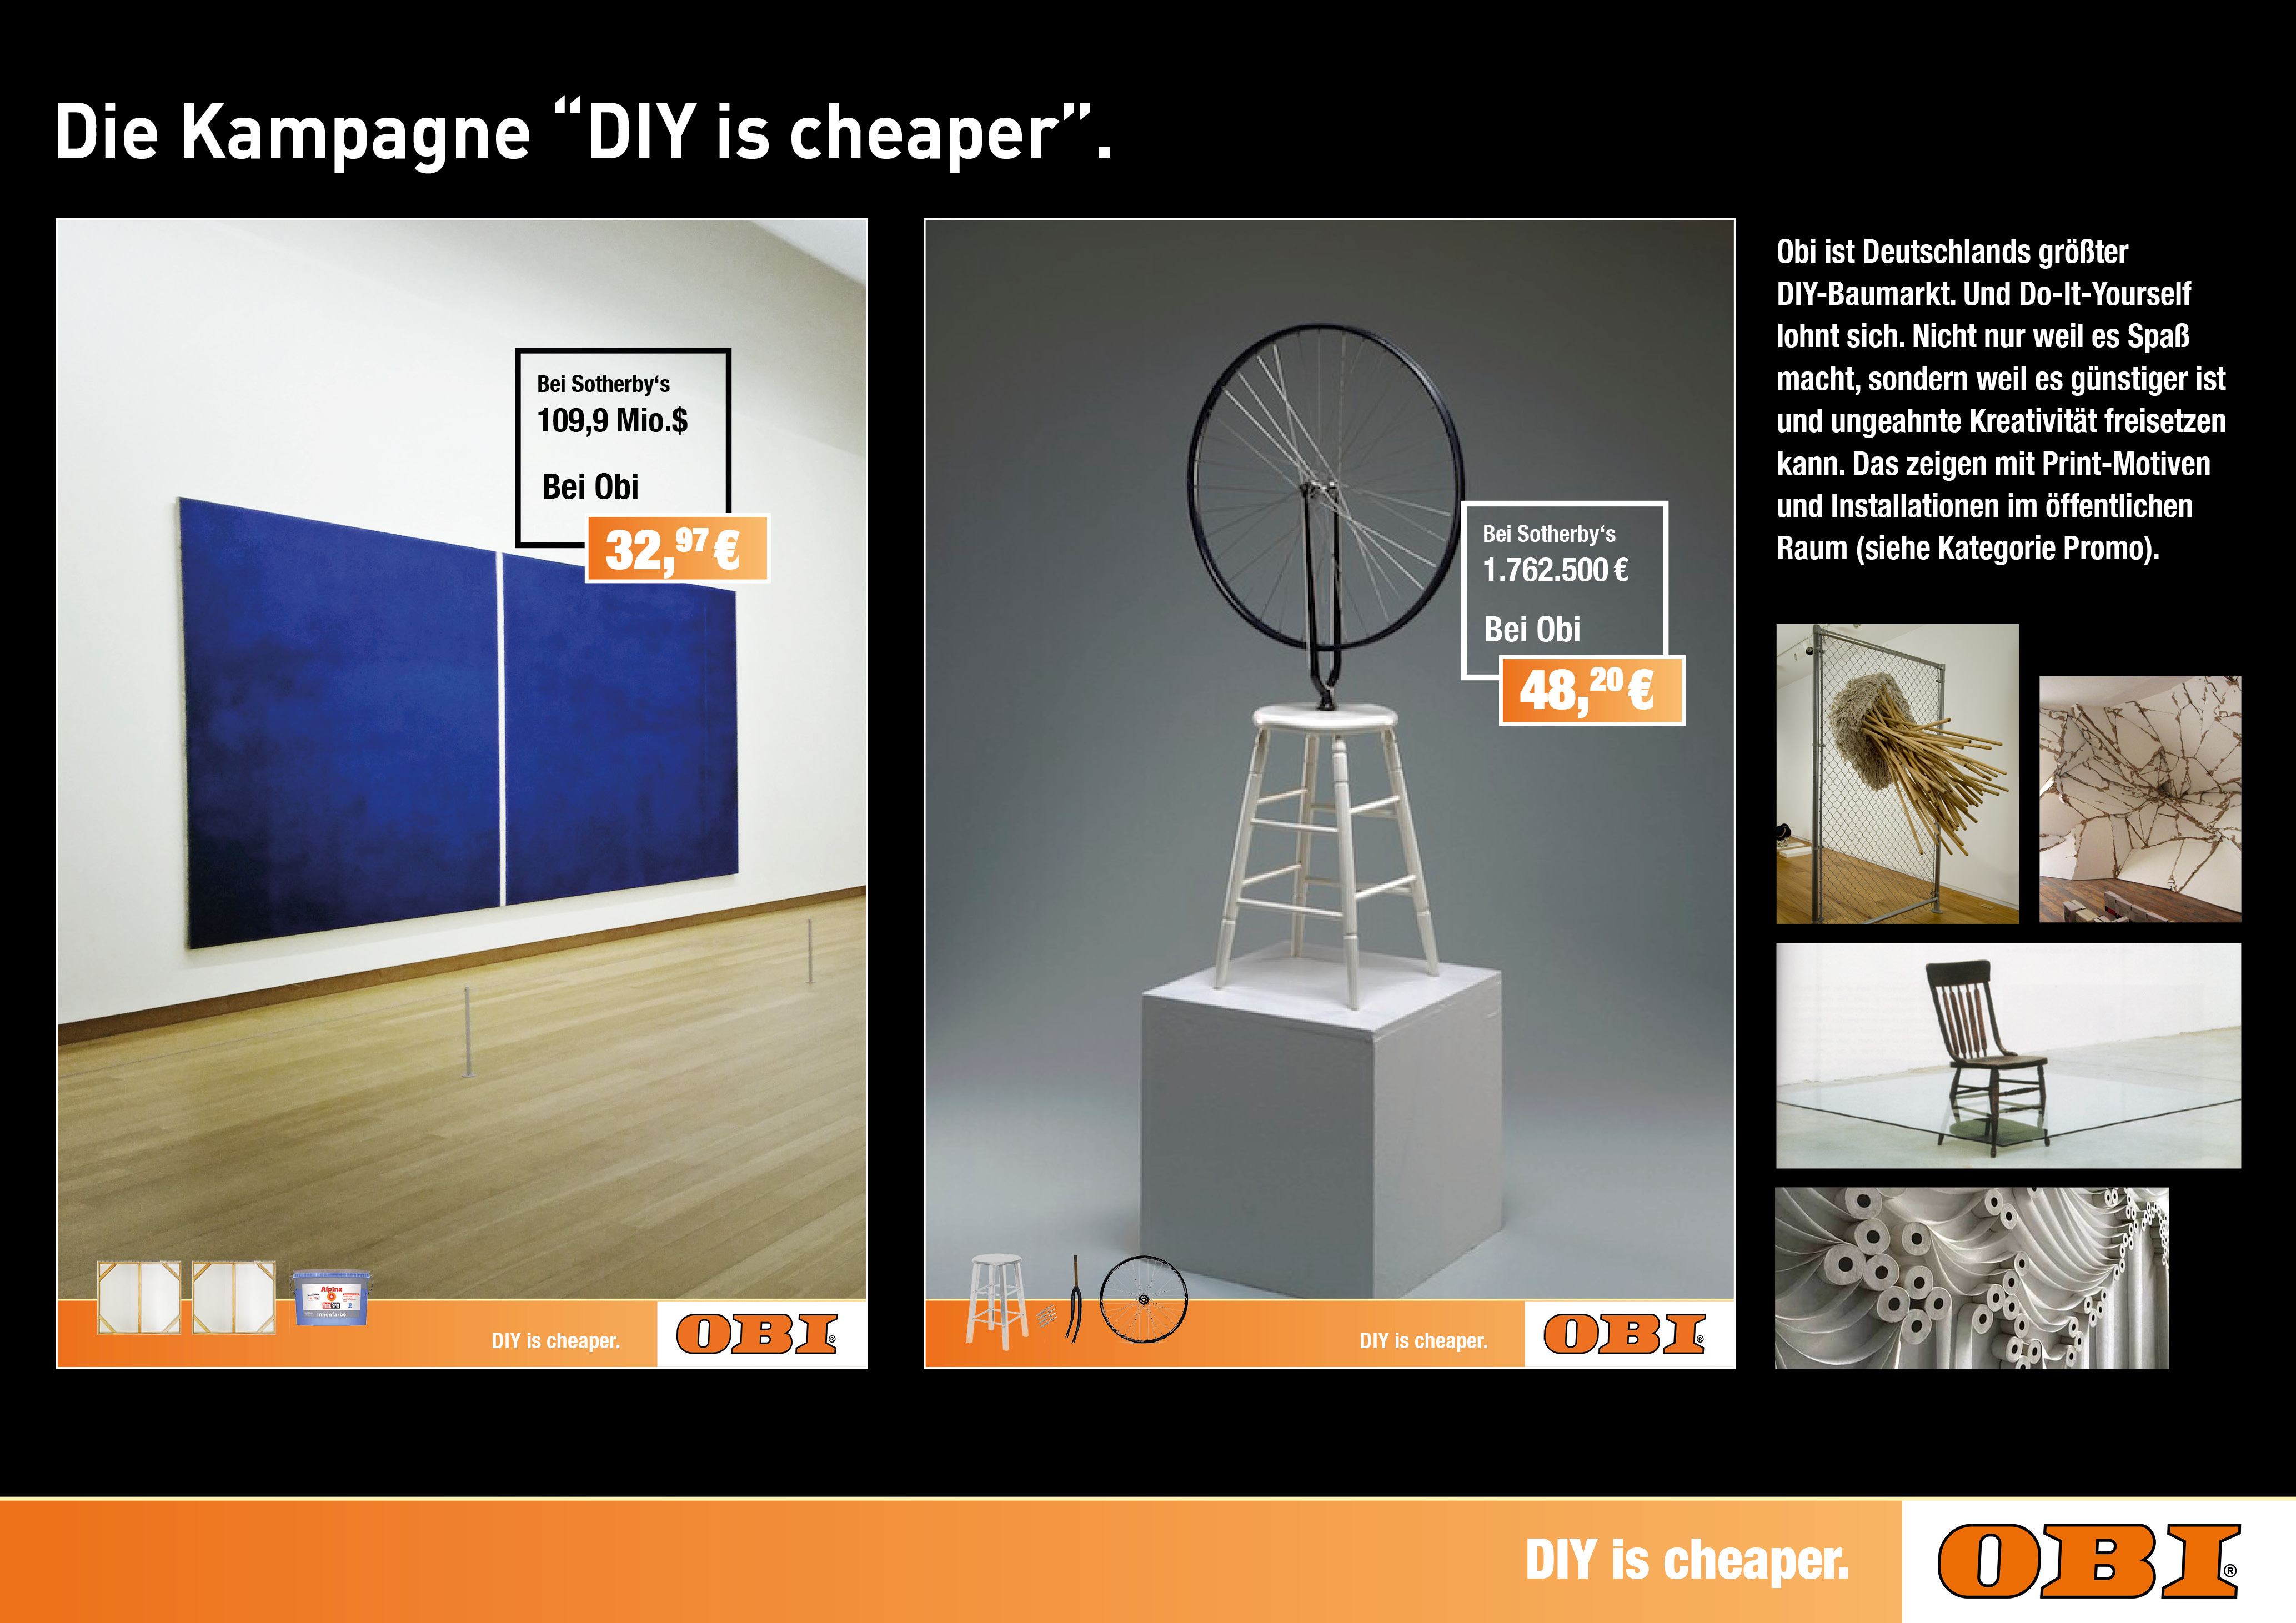 Die Kampagne “DIY is cheaper”.
Bei Sotherby‘s
109,9 Mio.$
Bei Obi
32,97 €
Alpina
Innenfarbe
DIY is cheaper.
OBI®
Bei Sotherby‘s
1.762.500 €
Bei Obi
48,20 €
DIY is cheaper.
OBI®
Obi ist Deutschlands größter
DIY-Baumarkt. Und Do-It-Yourself
lohnt sich. Nicht nur weil es Spaß
macht, sondern weil es günstiger ist
und ungeahnte Kreativität freisetzen
kann. Das zeigen mit Print-Motiven
und Installationen im öffentlichen
Raum (siehe Kategorie Promo).
DIY is cheaper.
OBI®